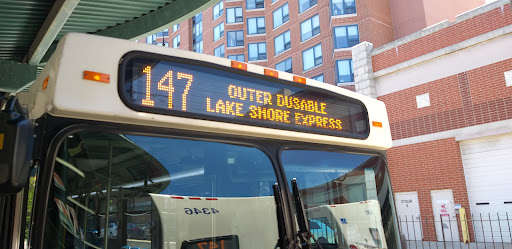 147
OUTER DUSABLE
LAKE SHORE EXPRESS
4346